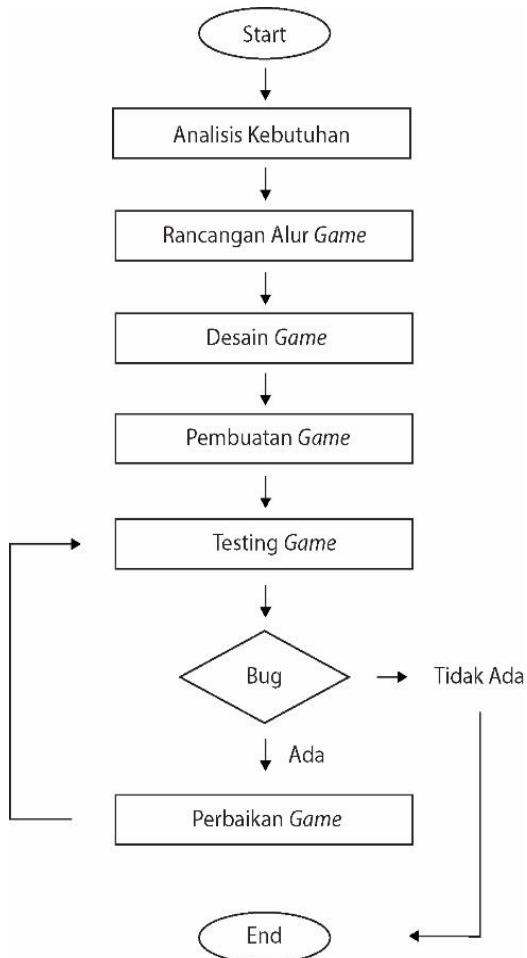 Start
Analisis Kebutuhan
Rancangan Alur Game
Desain Game
Pembuatan Game
Testing Game
Bug
Tidak Ada
Ada
Perbaikan Game
End